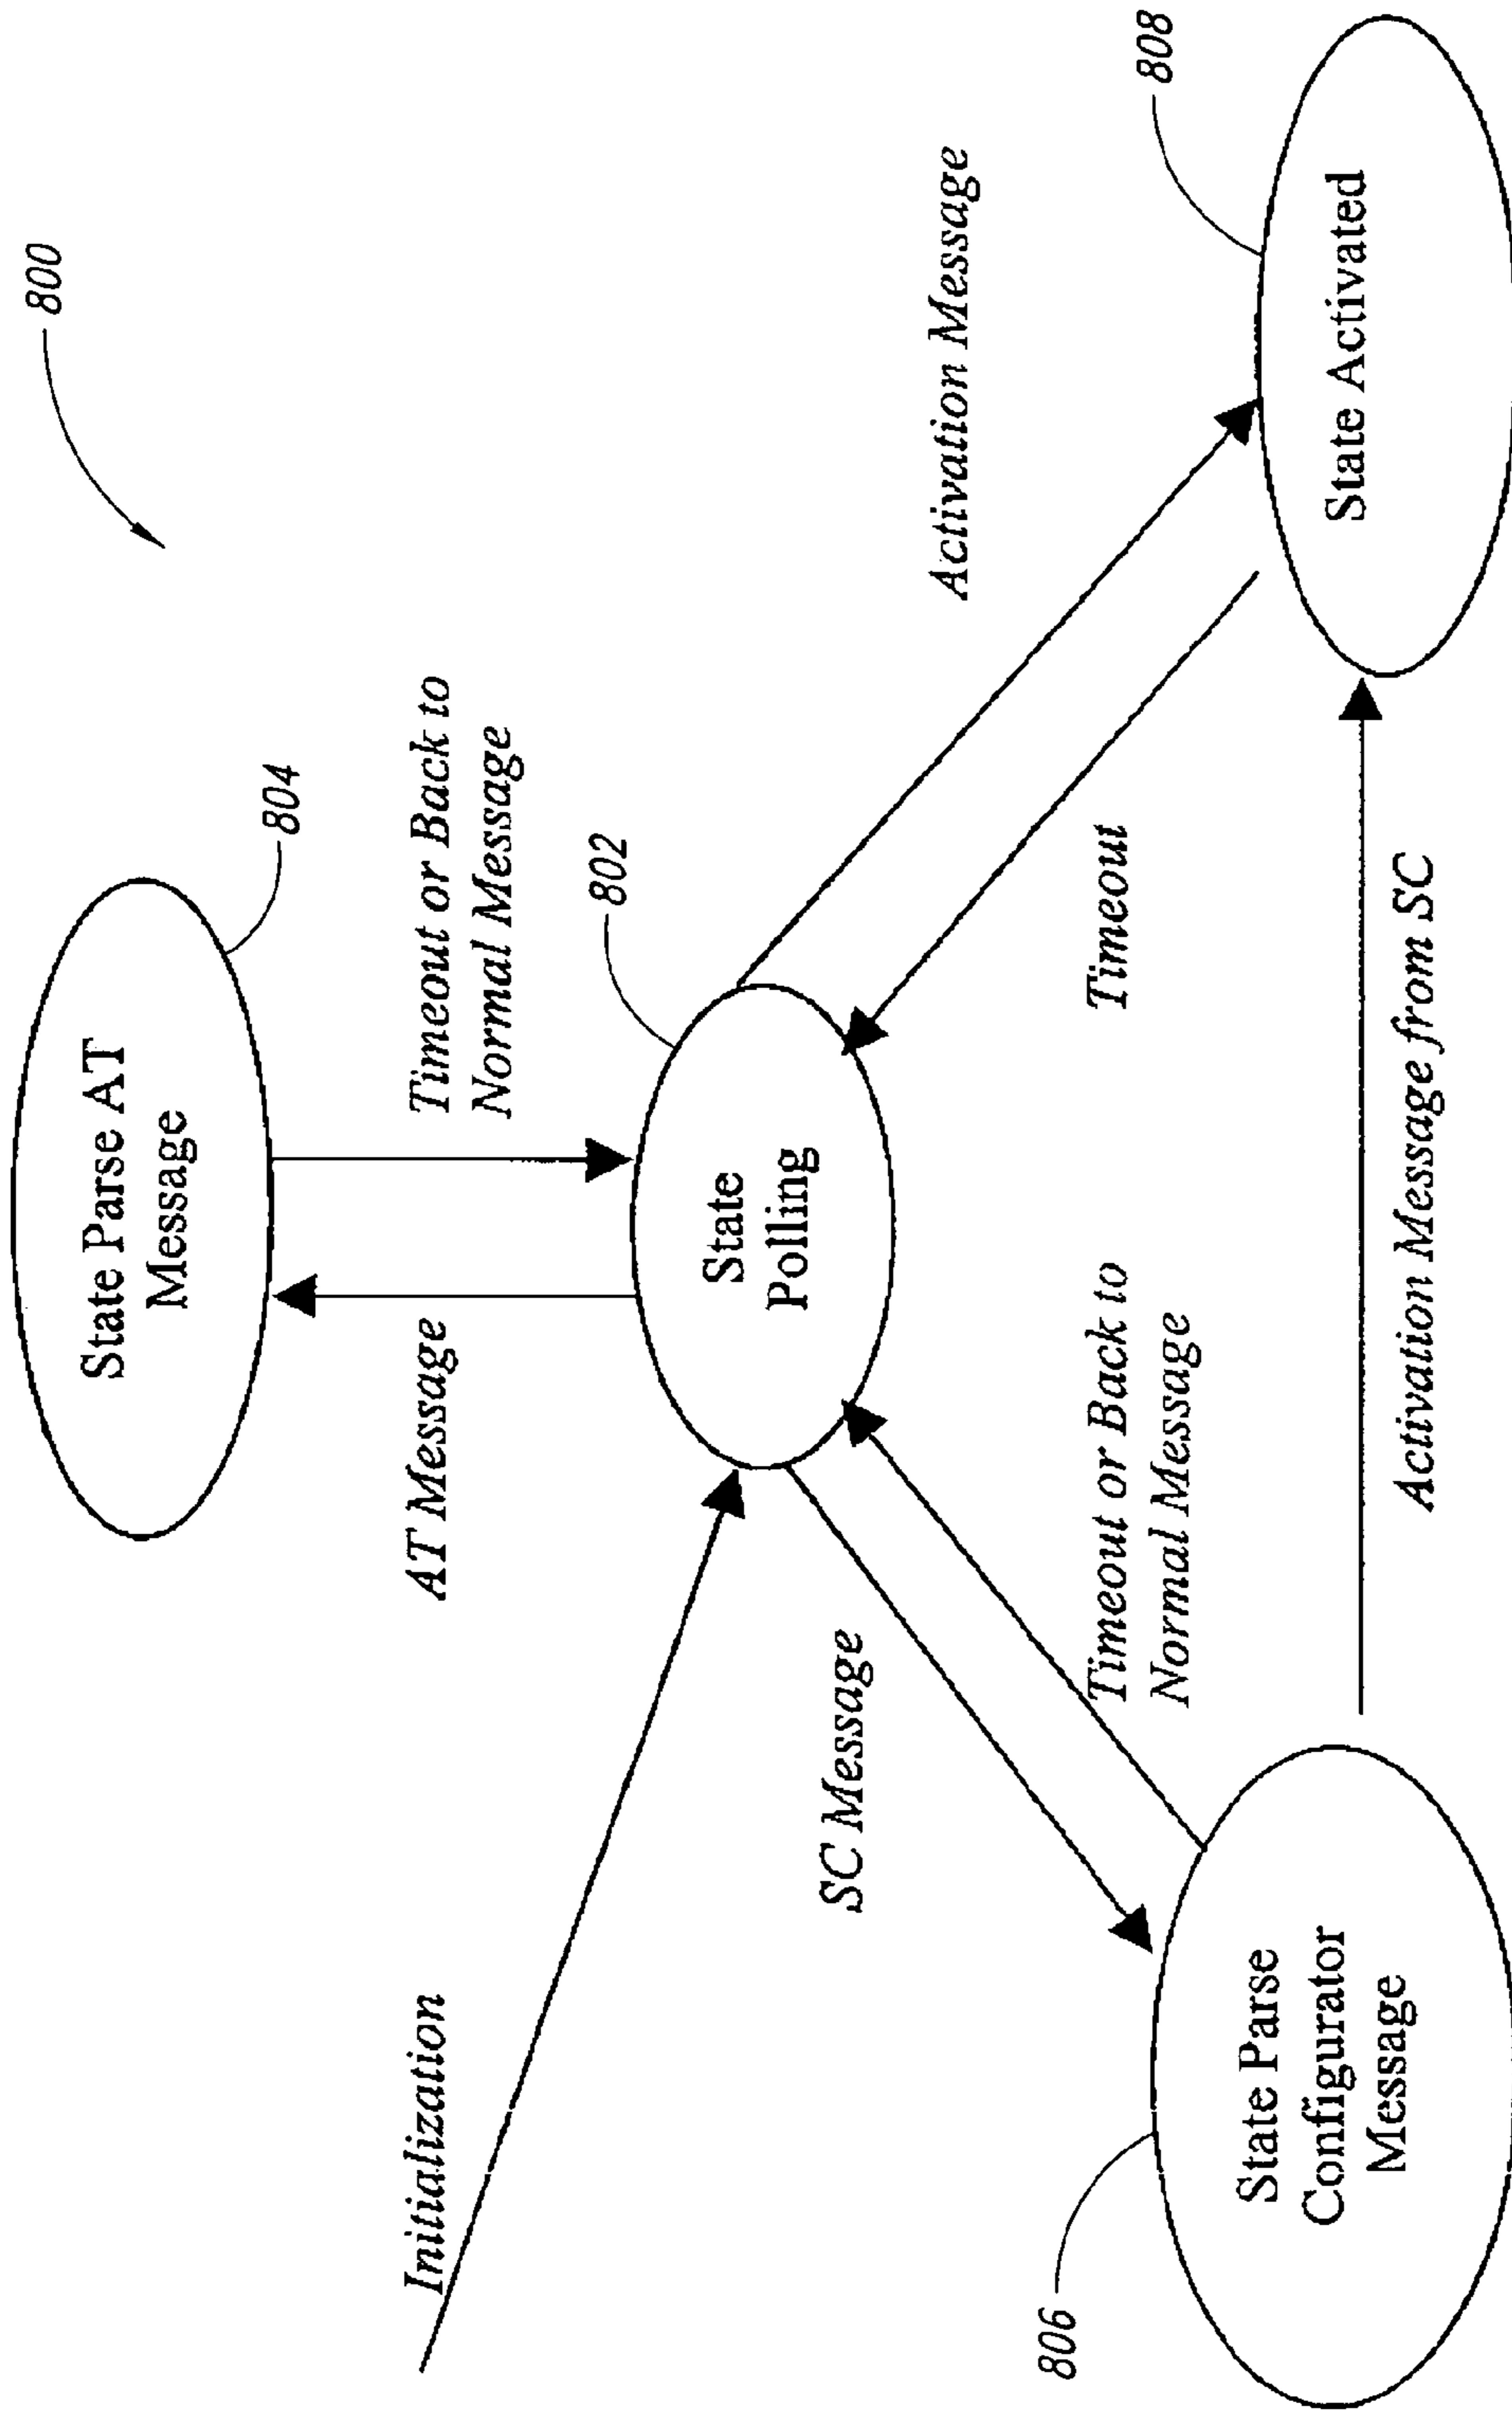 800
State Parse AT
Message
804
Initialization
AT Message
Timeout or Back to
Normal Message
802
State
Polling
SC Message
Activation Message
808
806
Timeout or Back to
Normal Message
Timeout
State Parse
Configurator
Message
State Activated
Activation Message from SC